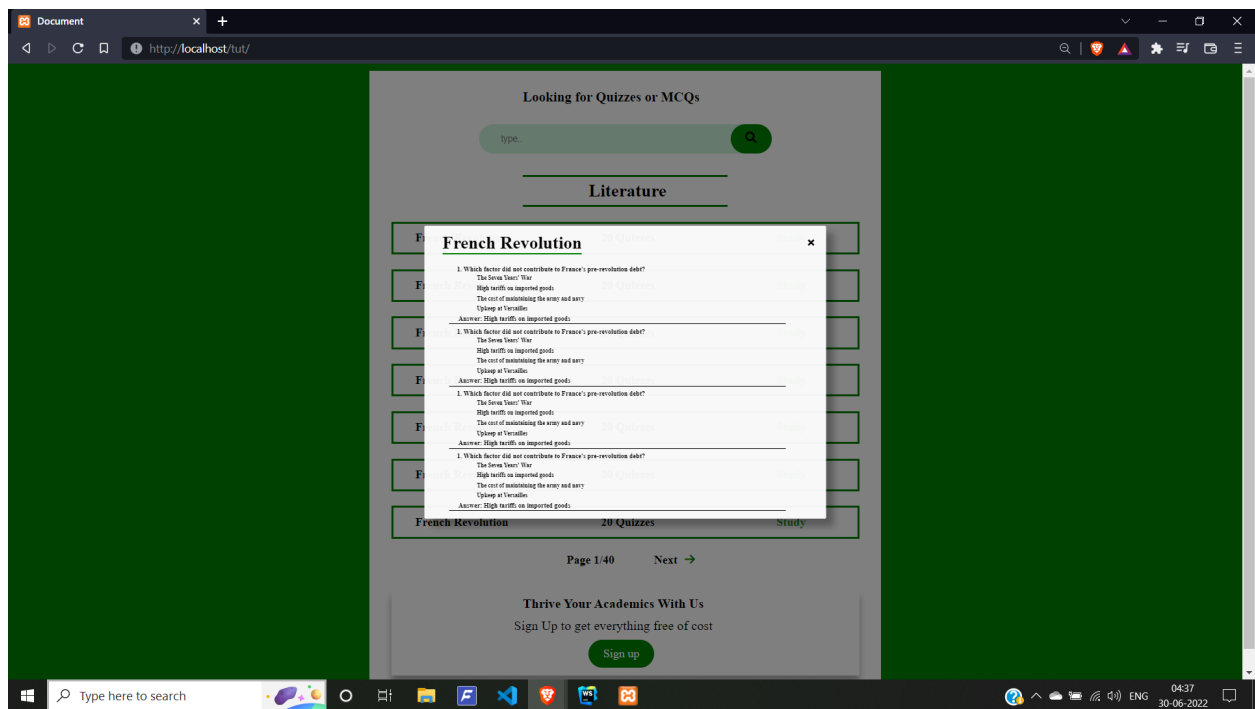 Document
http://localhost/tut/
Looking for Quizzes or MCQs
type..
Literature
French Revolution
1. Which factor did not contribute to France's pre-revolution debt?
The Seven Years' War
High tariffs on imported goods
The cost of maintaining the army and navy
Upkeep at Versailles
Answer: High tariffs on imported goods
1. Which factor did not contribute to France's pre-revolution debt?
The Seven Years' War
High tariffs on imported goods
The cost of maintaining the army and navy
Upkeep at Versailles
Answer: High tariffs on imported goods
1. Which factor did not contribute to France's pre-revolution debt?
The Seven Years' War
High tariffs on imported goods
The cost of maintaining the army and navy
Upkeep at Versailles
Answer: High tariffs on imported goods
1. Which factor did not contribute to France's pre-revolution debt?
The Seven Years' War
High tariffs on imported goods
The cost of maintaining the army and navy
Upkeep at Versailles
Answer: High tariffs on imported goods
French Revolution 20 Quizzes Study
Page 1/40 Next →
Thrive Your Academics With Us
Sign Up to get everything free of cost
Sign up
Type here to search
ENG
04:37
30-06-2022